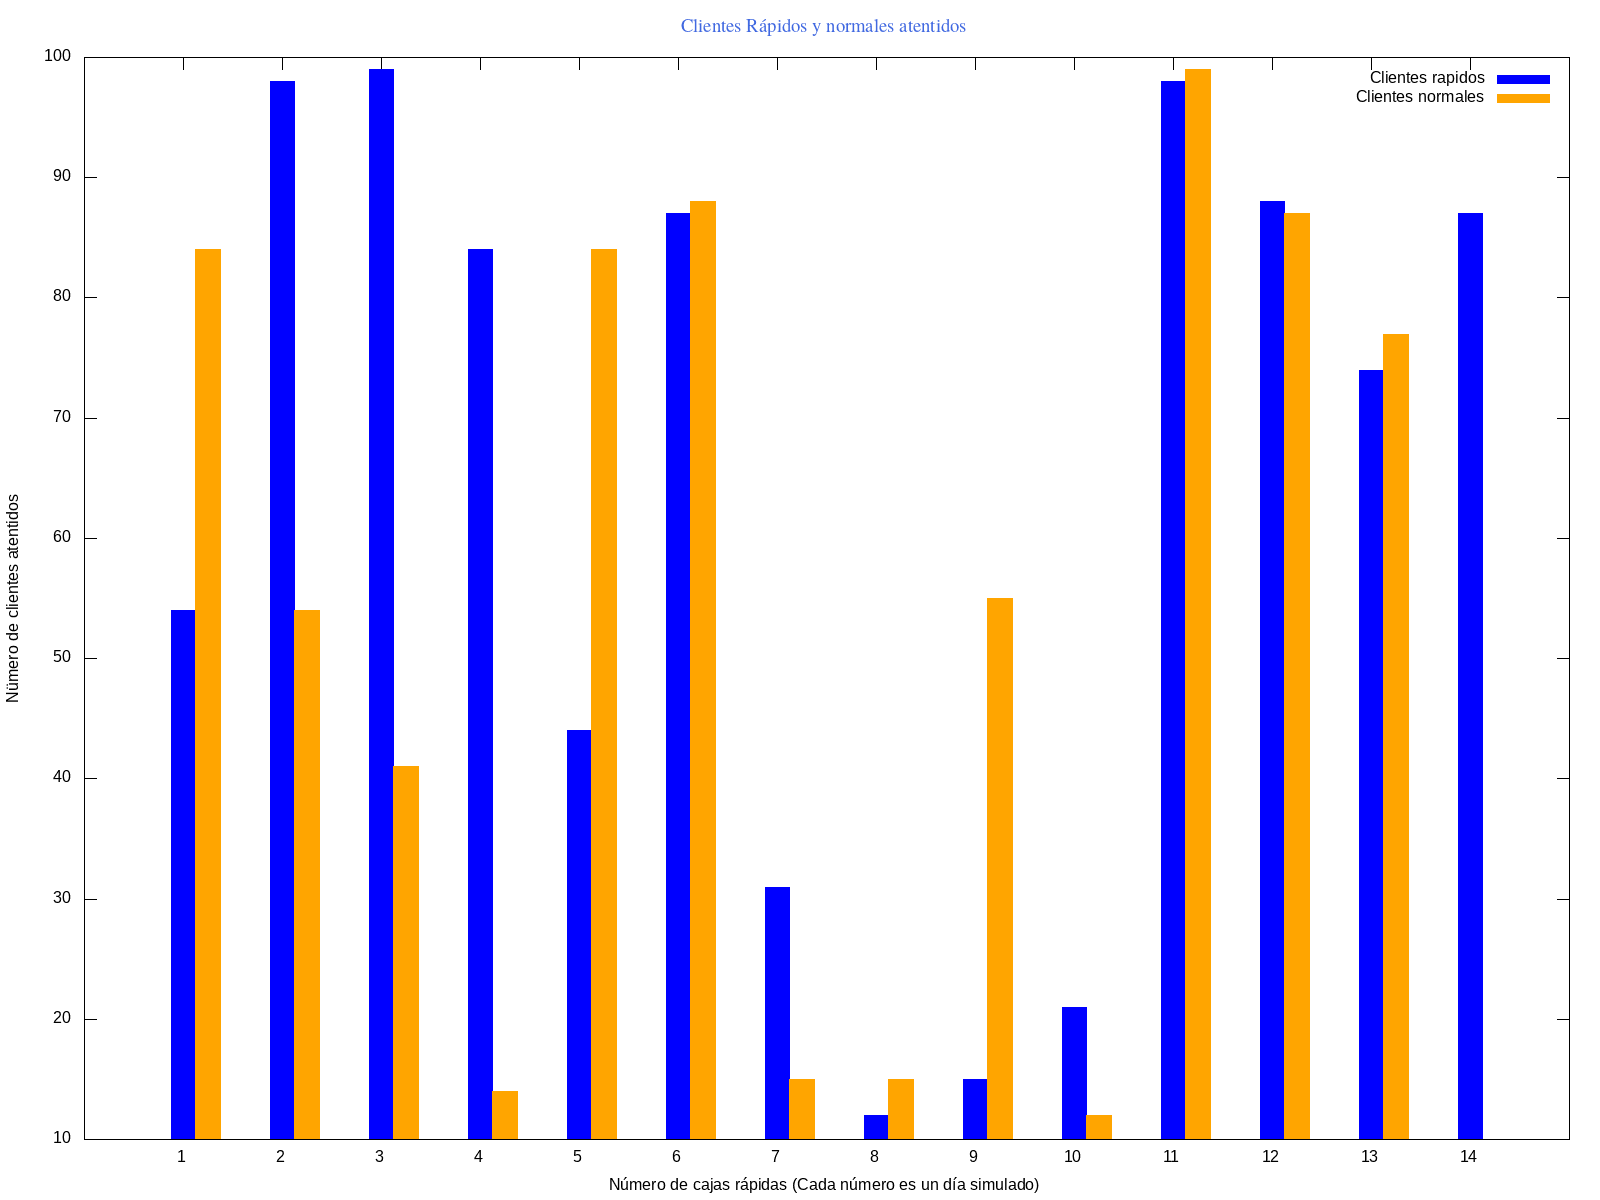 Clientes Rápidos y normales atentidos
Clientes rapidos
Clientes normales
100
90
80
70
60
50
40
30
20
10
Número de clientes atentidos
1 2 3 4 5 6 7 8 9 10 11 12 13 14
Número de cajas rápidas (Cada número es un día simulado)